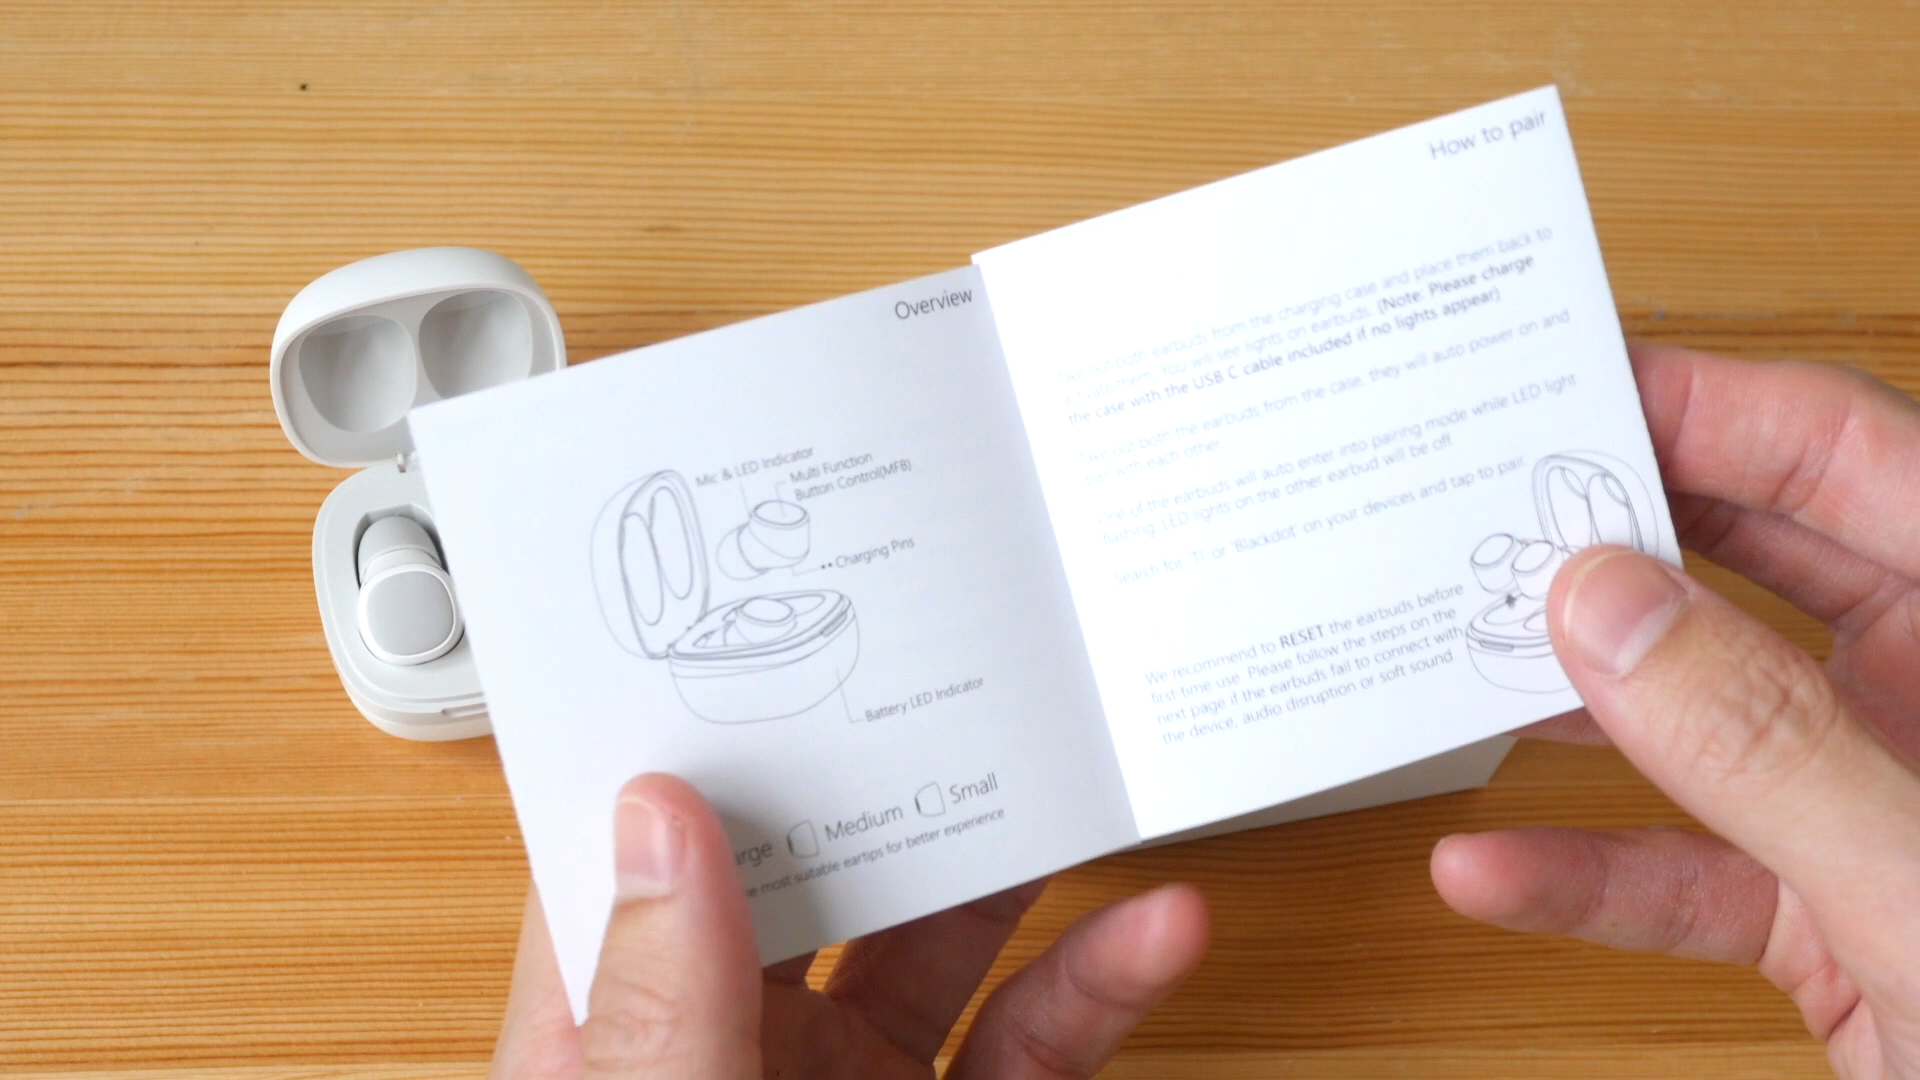 Overview
Mic & LED Indicator
Multi Function
Button Control(MFB)
Charging Pins
Battery LED Indicator
Medium
Small
most suitable eartips for better experience
How to pair
Take out both earbuds from the charging case and place them back to
activate them. You will see lights on earbuds. (Note: Please charge
the case with the USB C cable included if no lights appear)
Take out both the earbuds from the case, they will auto power on and
pair with each other.
One of the earbuds will auto enter into pairing mode while LED light
flashing. LED lights on the other earbud will be off.
Search for 'T1' or 'Blackdot' on your devices and tap to pair.
We recommend to RESET the earbuds before
first-time use. Please follow the steps on the
next page if the earbuds fail to connect with
the device, audio disruption or soft sound.